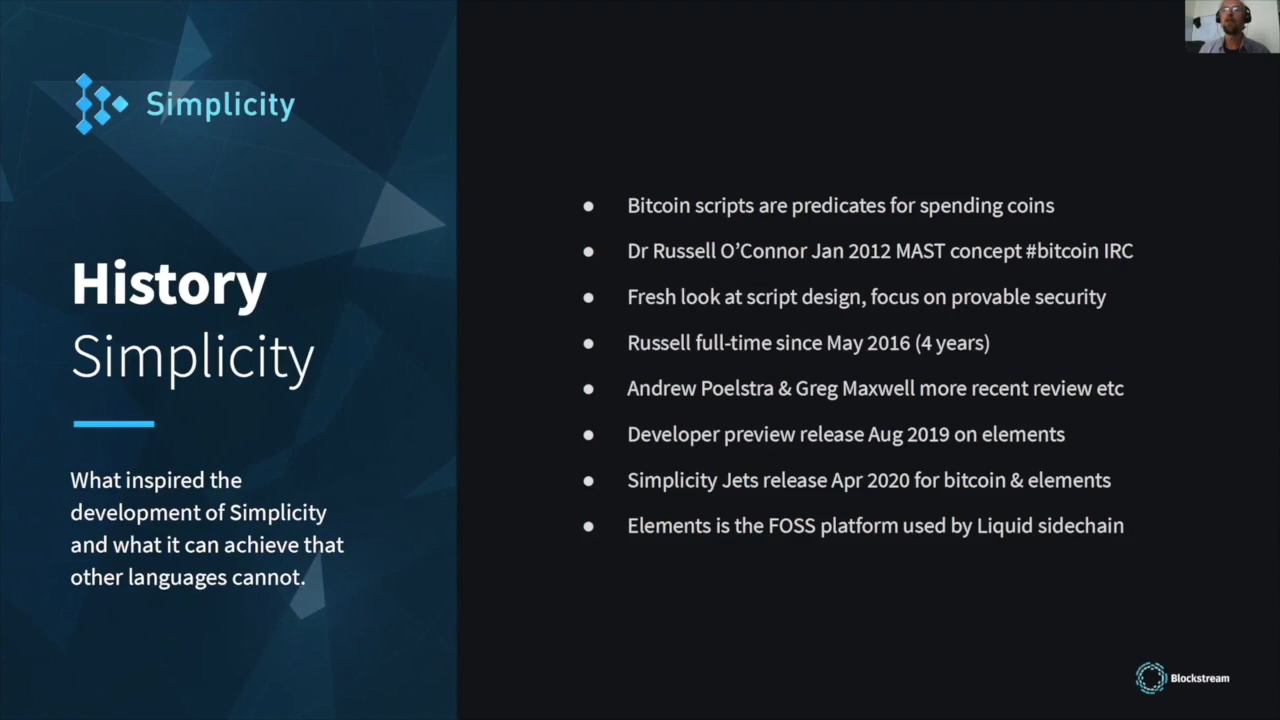 Simplicity
History
Simplicity
What inspired the
development of Simplicity
and what it can achieve that
other languages cannot.
● Bitcoin scripts are predicates for spending coins
● Dr Russell O’Connor Jan 2012 MAST concept #bitcoin IRC
● Fresh look at script design, focus on provable security
● Russell full-time since May 2016 (4 years)
● Andrew Poelstra & Greg Maxwell more recent review etc
● Developer preview release Aug 2019 on elements
● Simplicity Jets release Apr 2020 for bitcoin & elements
● Elements is the FOSS platform used by Liquid sidechain
Blockstream